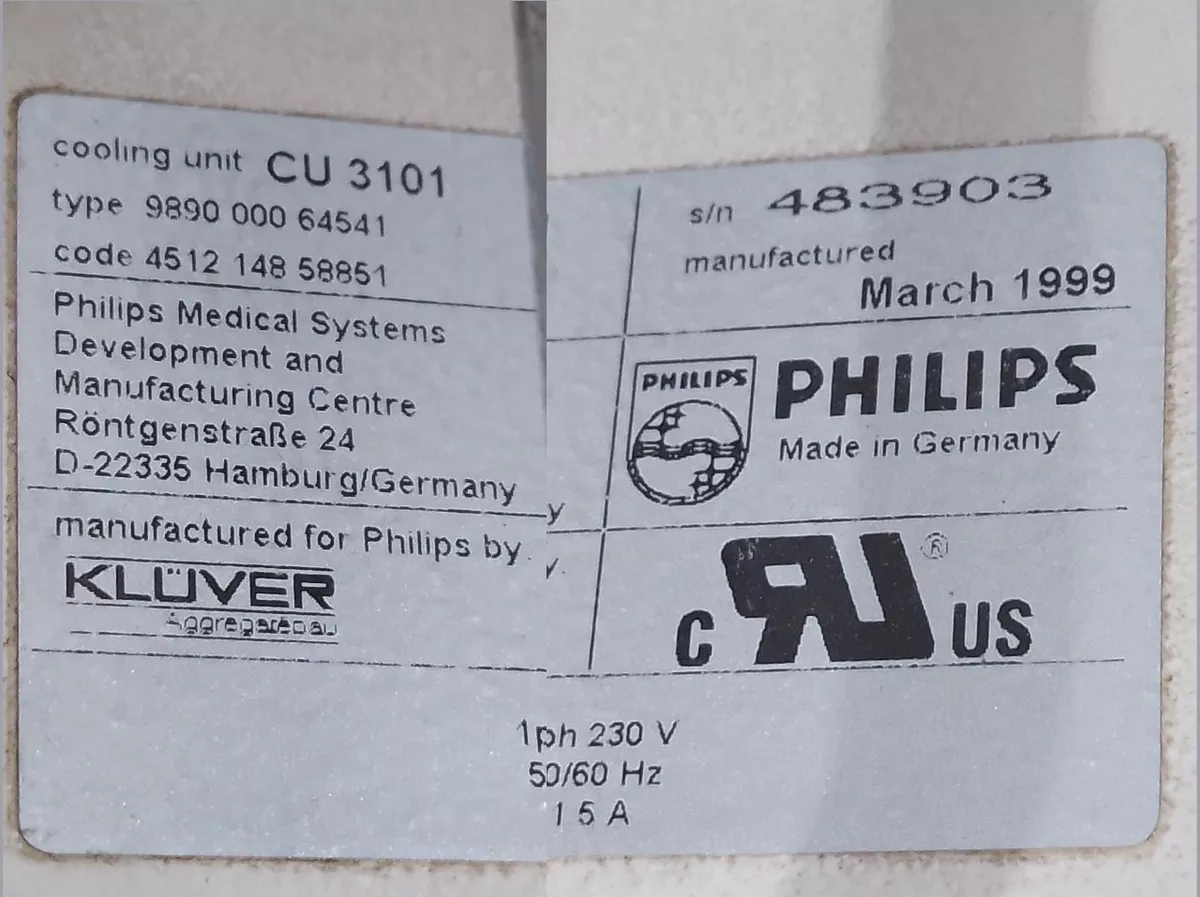 cooling unit CU 3101
type 9890 000 64541
code 4512 148 58851
Philips Medical Systems
Development and
Manufacturing Centre
Röntgenstraße 24
D-22335 Hamburg/Germany
manufactured for Philips by
KLÜVER
Aggregatebau
s/n 483903
manufactured
March 1999
PHILIPS
PHILIPS
Made in Germany
c RU ® US
1ph 230 V
50/60 Hz